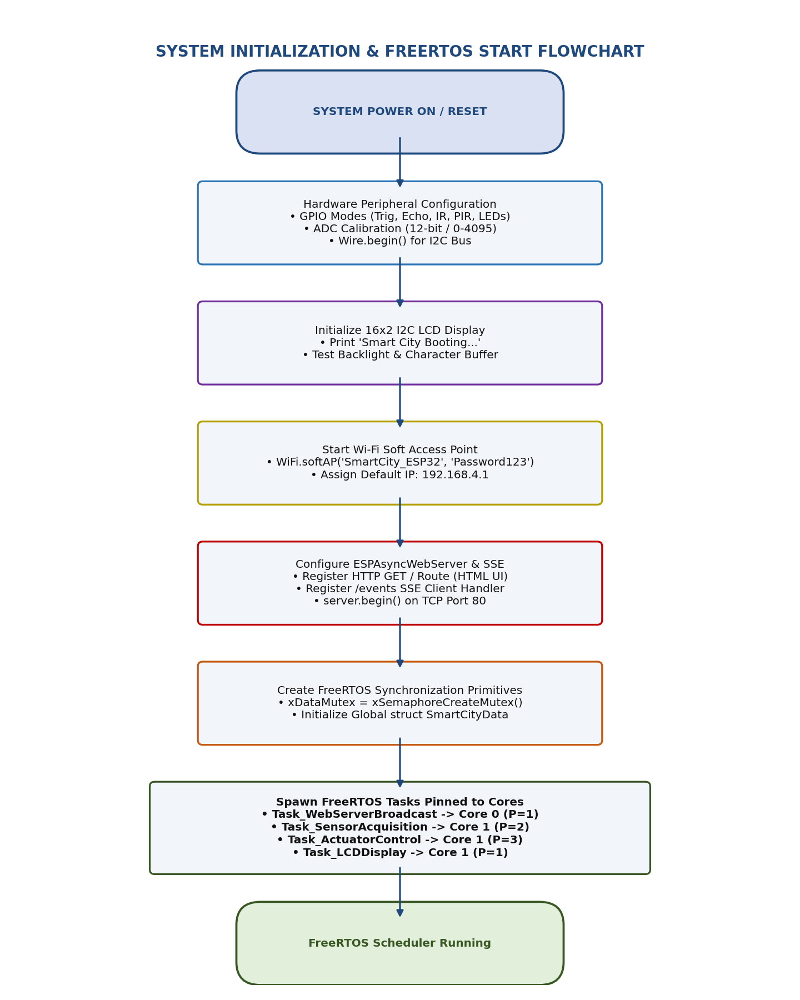 SYSTEM INITIALIZATION & FREERTOS START FLOWCHART
SYSTEM POWER ON / RESET
Hardware Peripheral Configuration
• GPIO Modes (Trig, Echo, IR, PIR, LEDs)
• ADC Calibration (12-bit / 0-4095)
• Wire.begin() for I2C Bus
Initialize 16x2 I2C LCD Display
• Print 'Smart City Booting...'
• Test Backlight & Character Buffer
Start Wi-Fi Soft Access Point
• WiFi.softAP('SmartCity_ESP32', 'Password123')
• Assign Default IP: 192.168.4.1
Configure ESPAsyncWebServer & SSE
• Register HTTP GET / Route (HTML UI)
• Register /events SSE Client Handler
• server.begin() on TCP Port 80
Create FreeRTOS Synchronization Primitives
• xDataMutex = xSemaphoreCreateMutex()
• Initialize Global struct SmartCityData
Spawn FreeRTOS Tasks Pinned to Cores
• Task_WebServerBroadcast -> Core 0 (P=1)
• Task_SensorAcquisition -> Core 1 (P=2)
• Task_ActuatorControl -> Core 1 (P=3)
• Task_LCDDisplay -> Core 1 (P=1)
FreeRTOS Scheduler Running